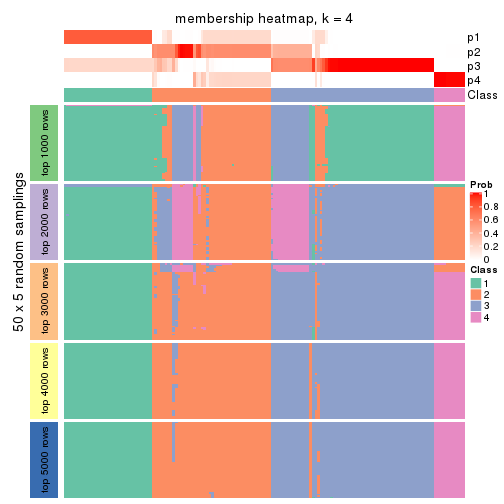 membership heatmap, k = 4
p1
p2
p3
p4
Class
50 x 5 random samplings
top 1000 rows
top 2000 rows
top 3000 rows
top 4000 rows
top 5000 rows
Prob
1
0.8
0.6
0.4
0.2
0
Class
1
2
3
4